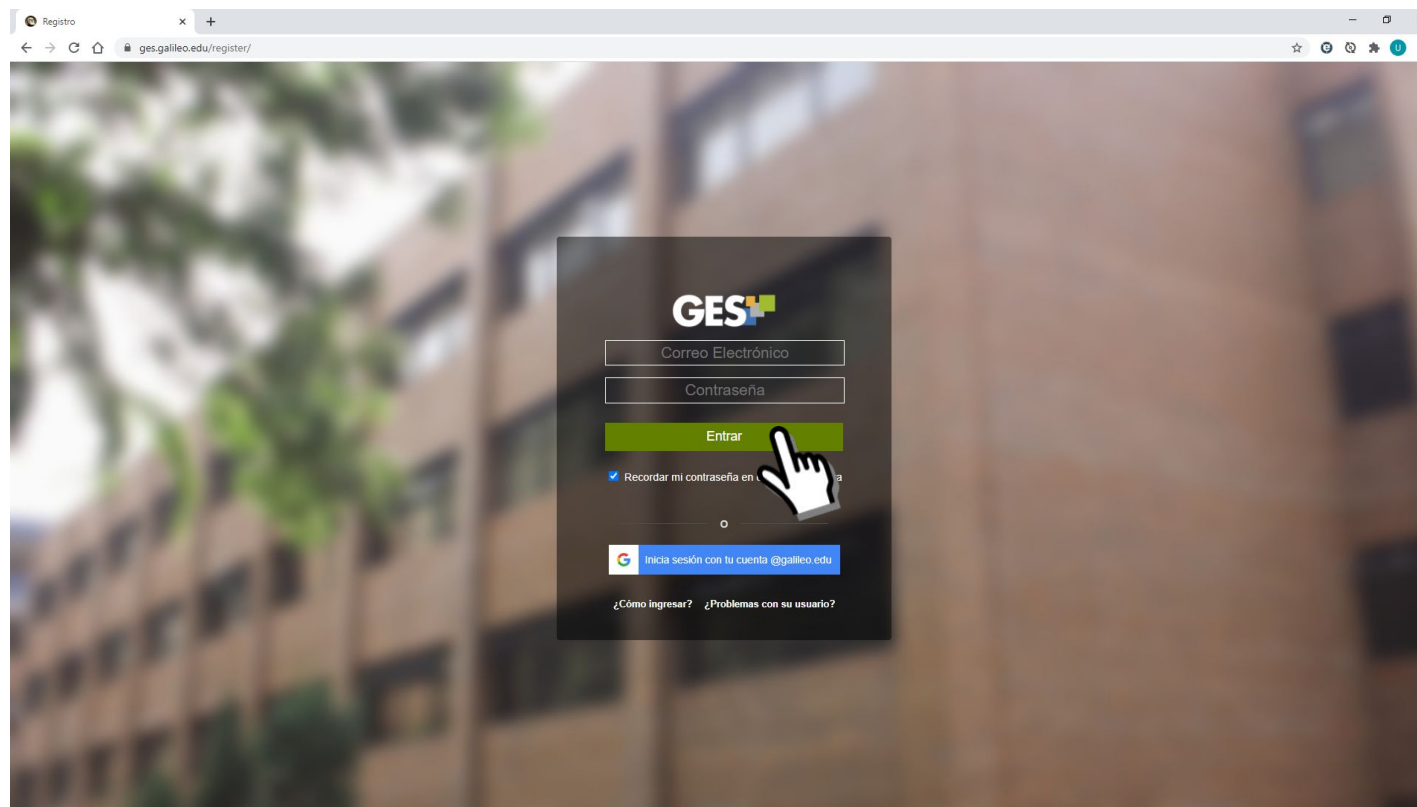 Registro
ges.galileo.edu/register/
U
GES
Correo Electrónico
Contraseña
Entrar
Recordar mi contraseña en
a
O
G Inicia sesión con tu cuenta @galileo.edu
¿Cómo ingresar? ¿Problemas con su usuario?